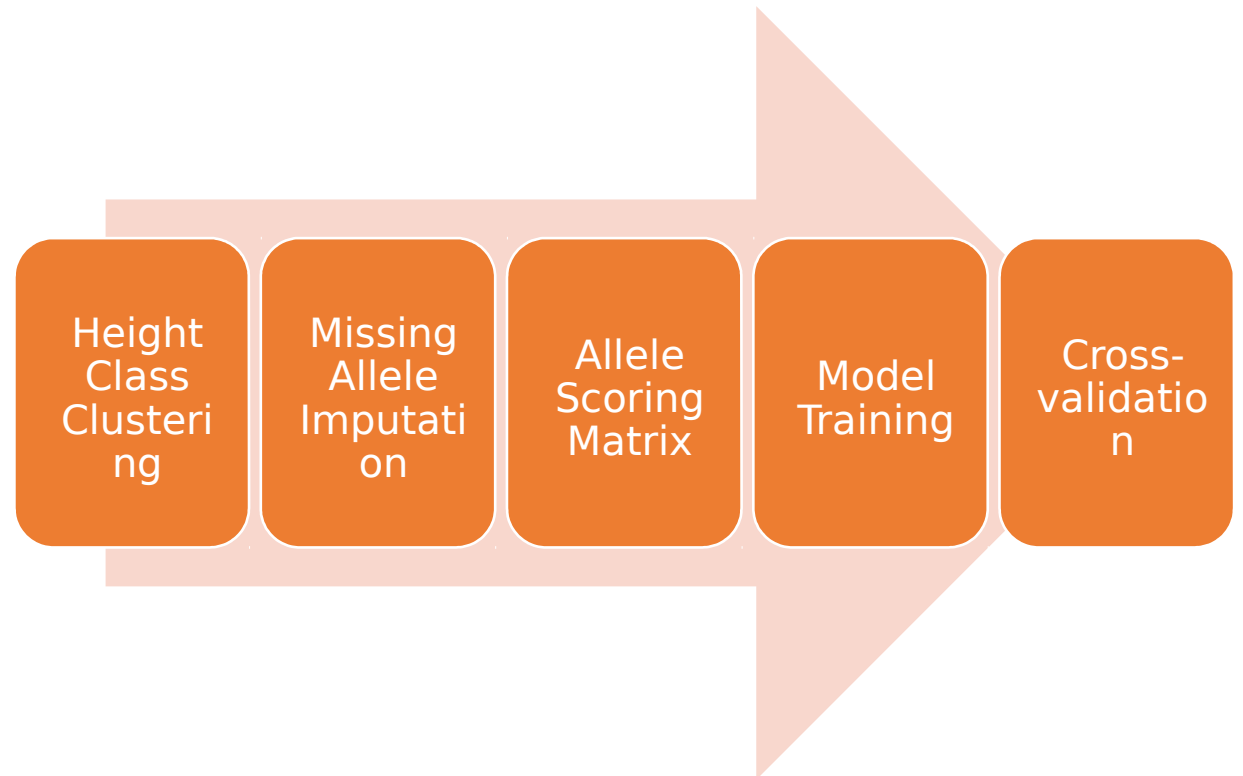 Height
Class
Clusteri
ng
Missing
Allele
Imputati
on
Allele
Scoring
Matrix
Model
Training
Cross-
validatio
n